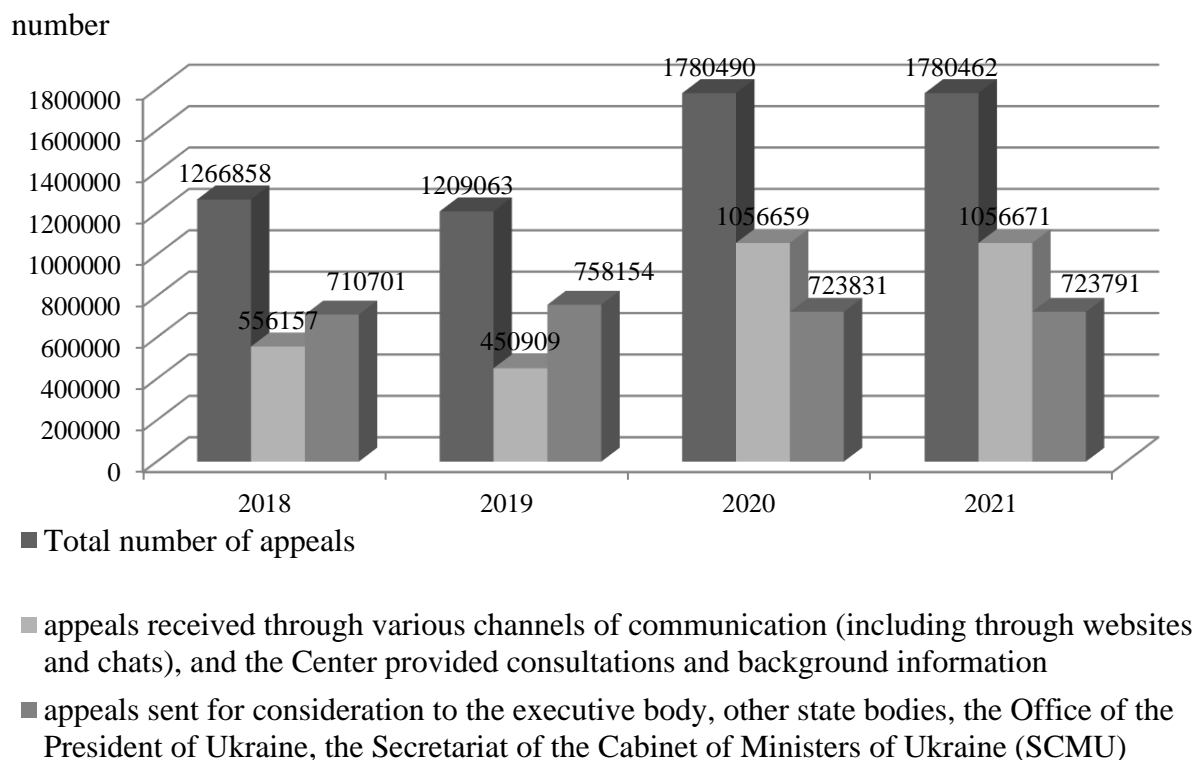 number
1780490 1780462
1800000
1600000
1266858 1209063
1400000
1056659 1056671
1200000
1000000
710701 758154 723831 723791
800000
556157 450909
600000
400000
200000
0
2018 2019 2020 2021
Total number of appeals
appeals received through various channels of communication (including through websites
and chats), and the Center provided consultations and background information
appeals sent for consideration to the executive body, other state bodies, the Office of the
President of Ukraine, the Secretariat of the Cabinet of Ministers of Ukraine (SCMU)